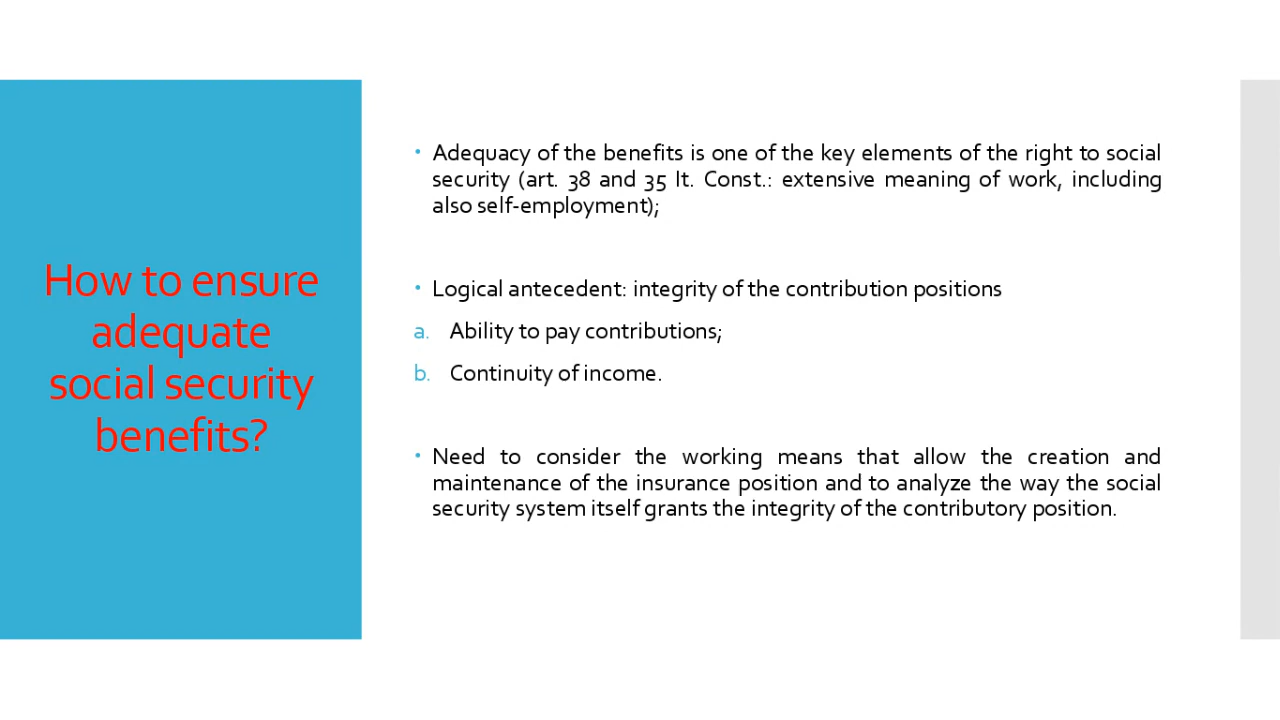 How to ensure
adequate
social security
benefits?
• Adequacy of the benefits is one of the key elements of the right to social
security (art. 38 and 35 It. Const.: extensive meaning of work, including
also self-employment);
• Logical antecedent: integrity of the contribution positions
a. Ability to pay contributions;
b. Continuity of income.
• Need to consider the working means that allow the creation and
maintenance of the insurance position and to analyze the way the social
security system itself grants the integrity of the contributory position.